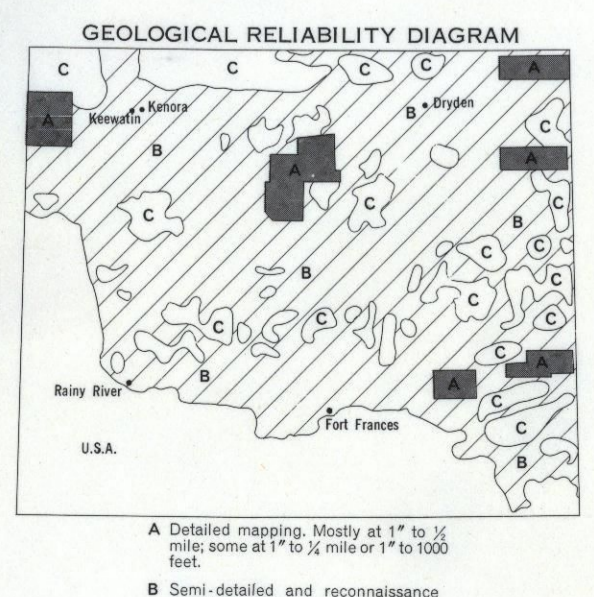 GEOLOGICAL RELIABILITY DIAGRAM
C
C
C
C
A
A
Keewatin
Kenora
B
Dryden
C
B
A
A
C
C
C
B
C
C
B
C
C
C
C
C
C
A
B
A
Rainy River
C
Fort Frances
C
U.S.A.
B
A Detailed mapping. Mostly at 1" to ½
mile; some at 1" to ¼ mile or 1" to 1000
feet.
B Semi-detailed and reconnaissance